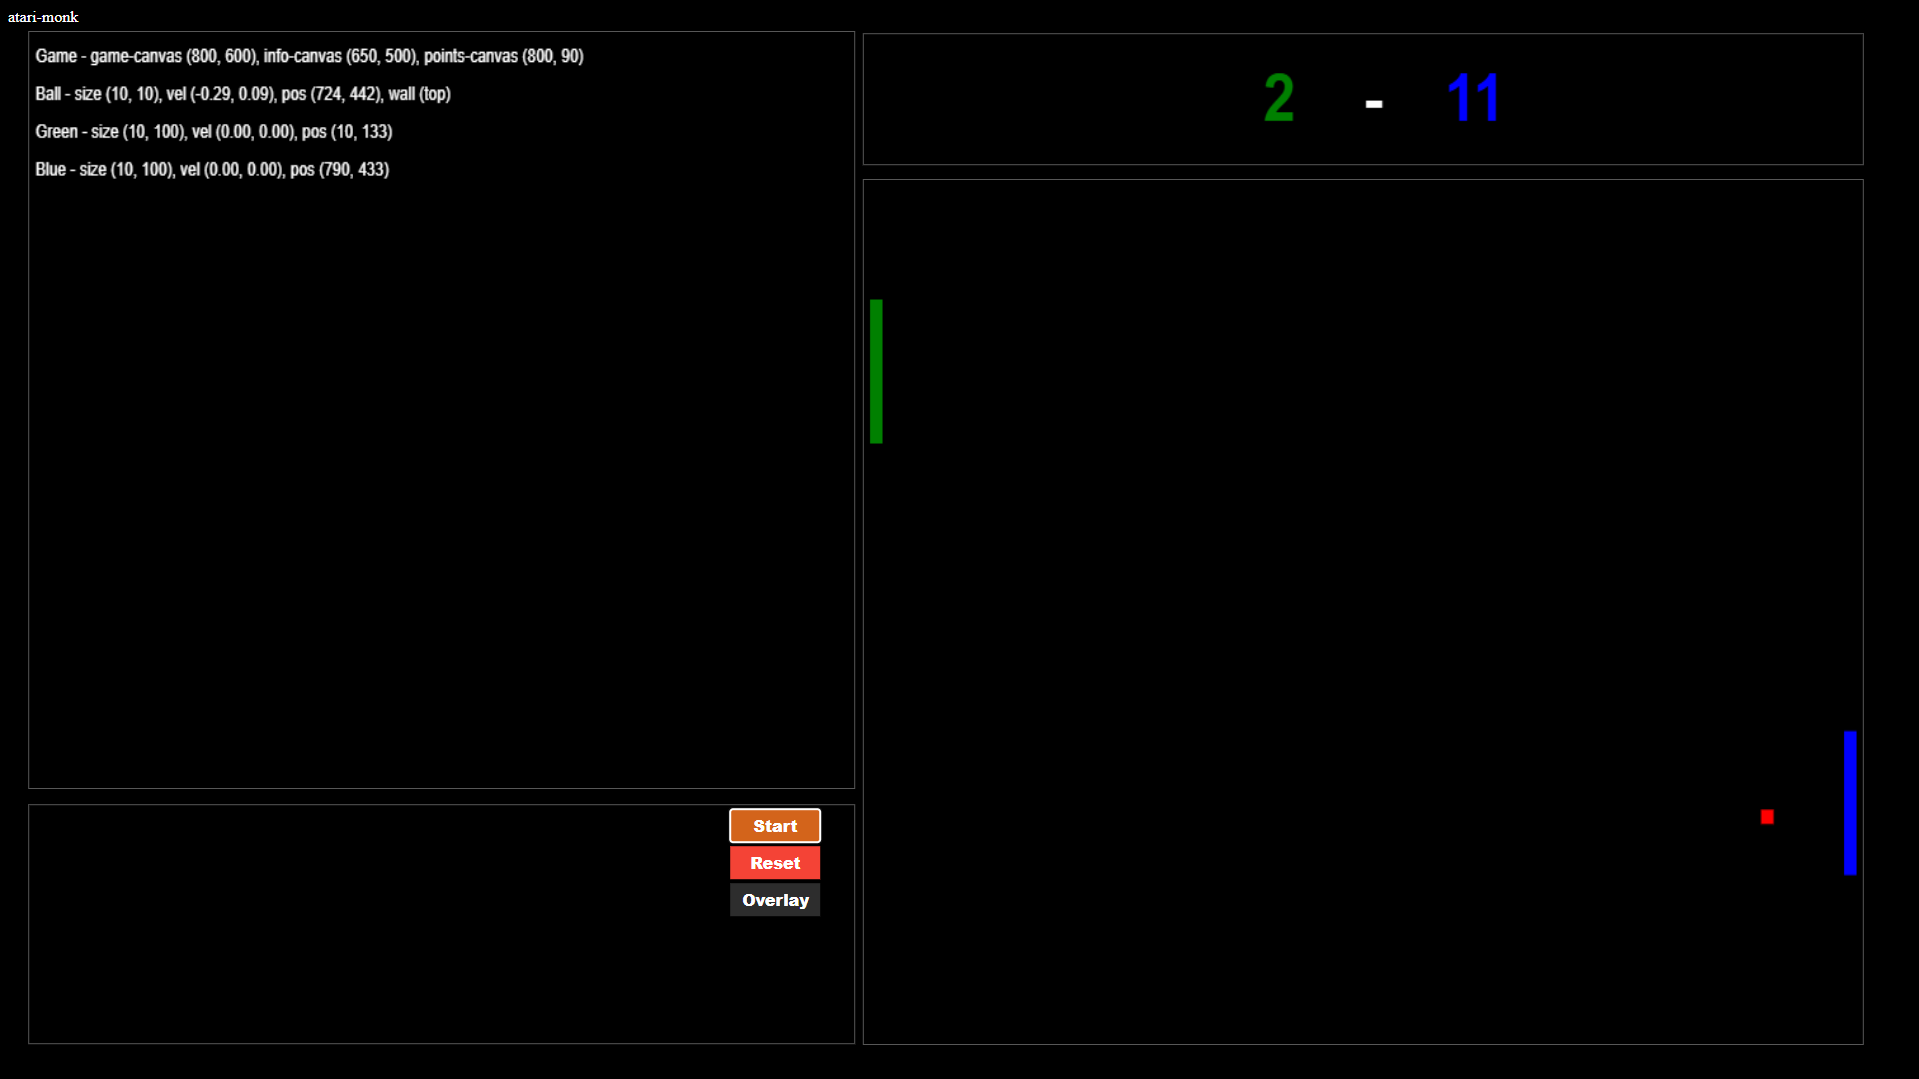 atari-monk
Game - game-canvas (800, 600), info-canvas (650, 500), points-canvas (800, 90)
Ball - size (10, 10), vel (-0.29, 0.09), pos (724, 442), wall (top)
Green - size (10, 100), vel (0.00, 0.00), pos (10, 133)
Blue - size (10, 100), vel (0.00, 0.00), pos (790, 433)
2 - 11
Start
Reset
Overlay